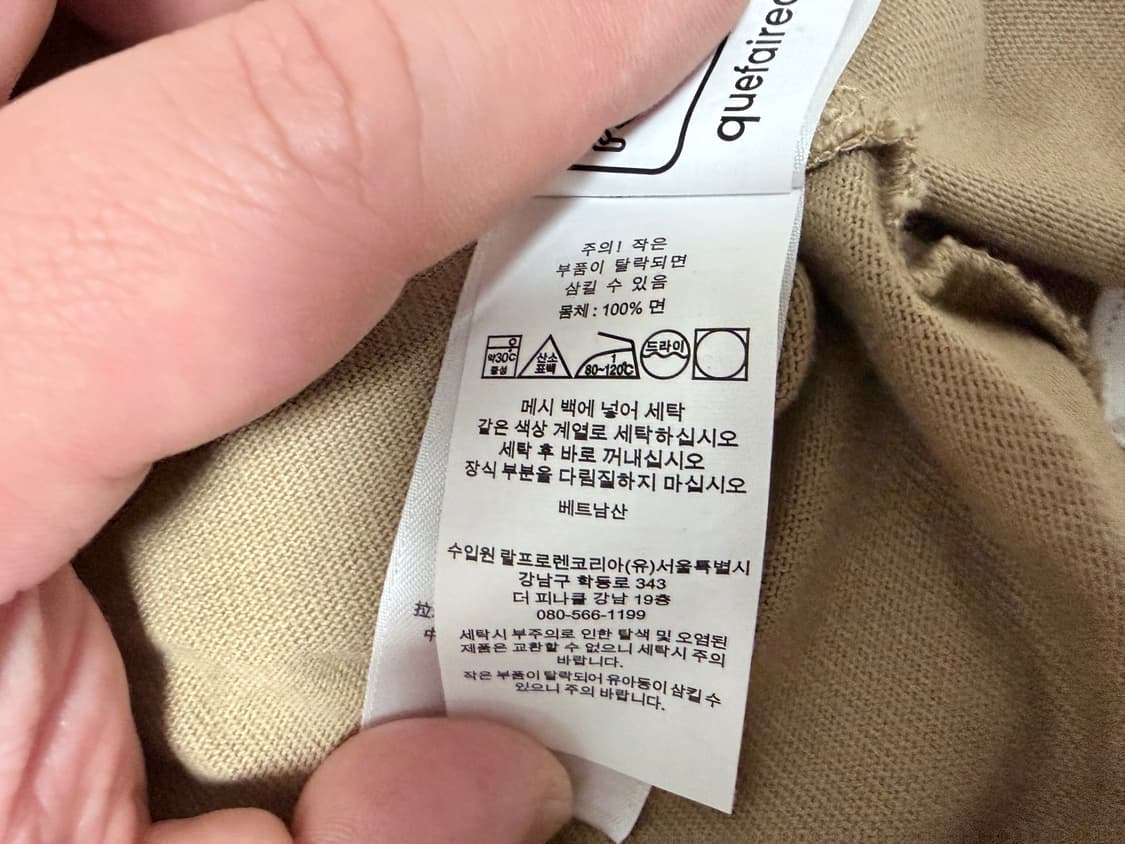 quefairede
주의! 작은
부품이 탈락되면
삼킬 수 있음
몸체 : 100% 면
약30℃
중성
산소
표백
1
80~120℃
드라이
메시 백에 넣어 세탁
같은 색상 계열로 세탁하십시오
세탁 후 바로 꺼내십시오
장식 부분을 다림질하지 마십시오
베트남산
수입원 랄프로렌코리아(유)서울특별시
강남구 학동로 343
더 피나클 강남 19층
080-566-1199
세탁시 부주의로 인한 탈색 및 오염된
제품은 교환할 수 없으니 세탁시 주의
바랍니다.
작은 부품이 탈락되어 유아동이 삼킬 수
있으니 주의 바랍니다.
拉
中